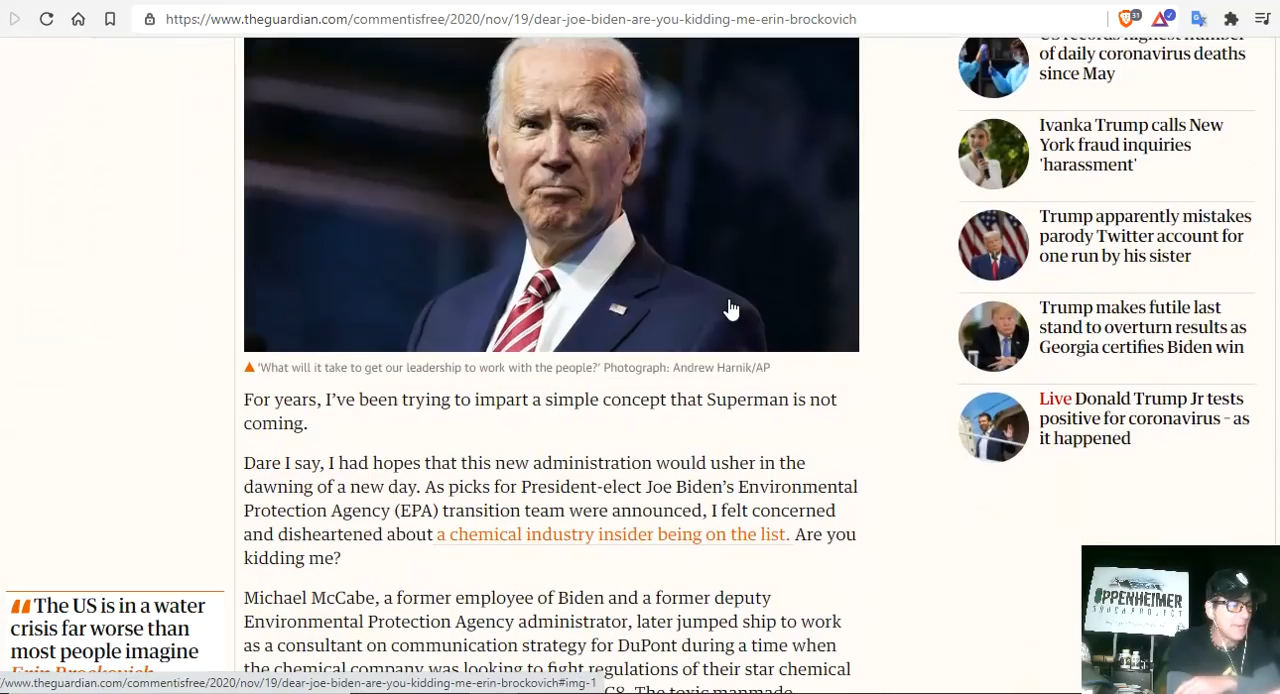 https://www.theguardian.com/commentisfree/2020/nov/19/dear-joe-biden-are-you-kidding-me-erin-brockovich
31
'What will it take to get our leadership to work with the people?' Photograph: Andrew Harnik/AP
For years, I've been trying to impart a simple concept that Superman is not
coming.
Dare I say, I had hopes that this new administration would usher in the
dawning of a new day. As picks for President-elect Joe Biden's Environmental
Protection Agency (EPA) transition team were announced, I felt concerned
and disheartened about a chemical industry insider being on the list. Are you
kidding me?
Michael McCabe, a former employee of Biden and a former deputy
Environmental Protection Agency administrator, later jumped ship to work
as a consultant on communication strategy for DuPont during a time when
the chemical company was looking to fight regulations of their star chemical
C8. The toxic manmade
The US is in a water
crisis far worse than
most people imagine
Erin Brockovich
US records highest number
of daily coronavirus deaths
since May
Ivanka Trump calls New
York fraud inquiries
'harassment'
Trump apparently mistakes
parody Twitter account for
one run by his sister
Trump makes futile last
stand to overturn results as
Georgia certifies Biden win
Live Donald Trump Jr tests
positive for coronavirus – as
it happened
OPPENHEIMER
/www.theguardian.com/commentisfree/2020/nov/19/dear-joe-biden-are-you-kidding-me-erin-brockovich#img-1